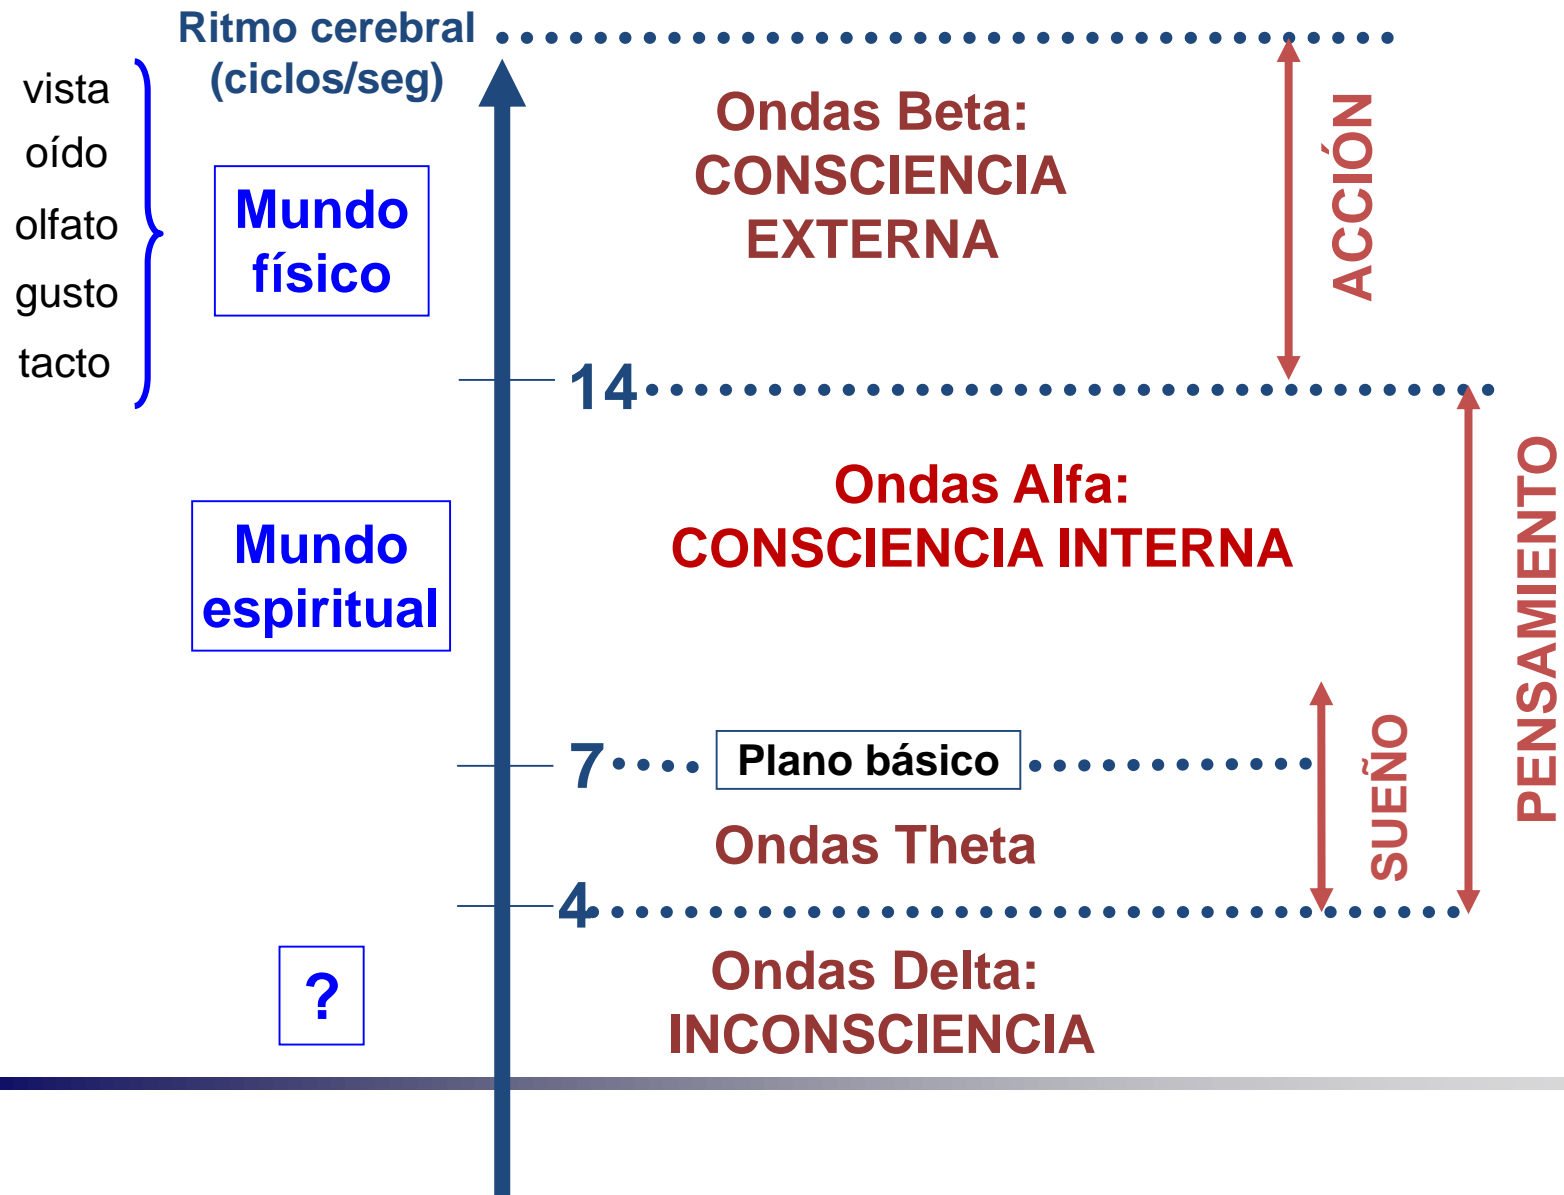 Ritmo cerebral
(ciclos/seg)
vista
oído
olfato
gusto
tacto
Mundo
físico
Ondas Beta:
CONSCIENCIA
EXTERNA
ACCIÓN
14
Mundo
espiritual
Ondas Alfa:
CONSCIENCIA INTERNA
PENSAMIENTO
7
Plano básico
SUEÑO
Ondas Theta
4
?
Ondas Delta:
INCONSCIENCIA